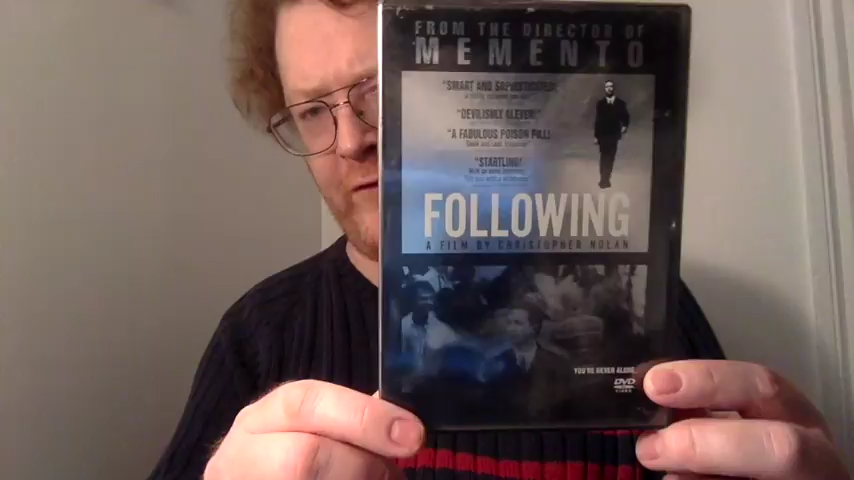 FROM THE DIRECTOR OF
MEMENTO
"SMART AND SOPHISTICATED!"
"DEVILISHLY CLEVER!"
"A FABULOUS POISON PILL!
"STARTLING!
FOLLOWING
A FILM BY CHRISTOPHER NOLAN
YOU'RE NEVER ALONE.
DVD
VIDEO